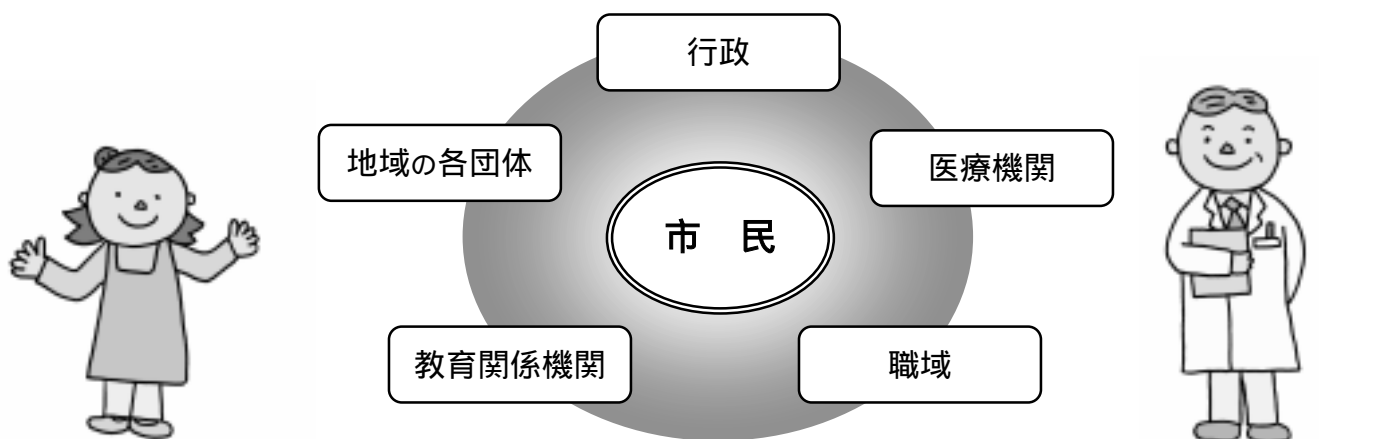 行政
地域の各団体
医療機関
市　民
教育関係機関
職域